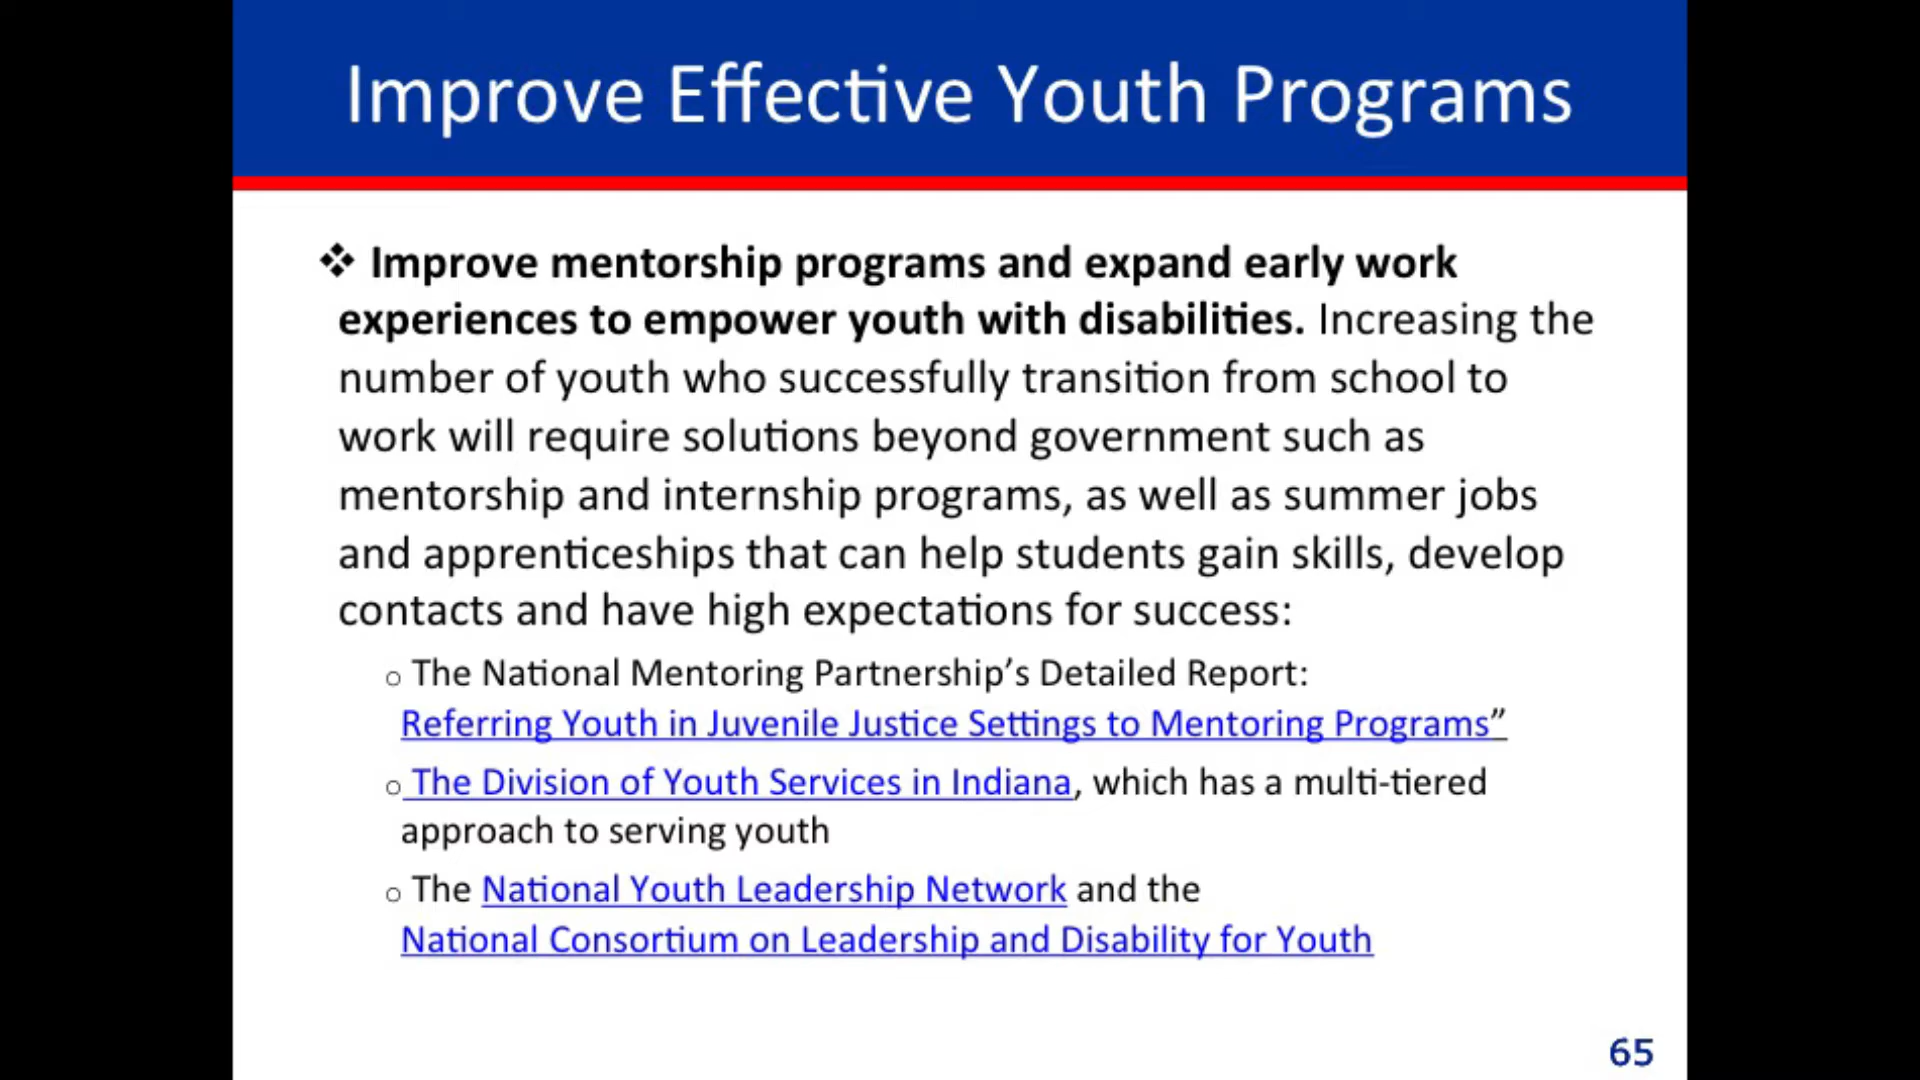 Improve Effective Youth Programs
❖ Improve mentorship programs and expand early work
experiences to empower youth with disabilities. Increasing the
number of youth who successfully transition from school to
work will require solutions beyond government such as
mentorship and internship programs, as well as summer jobs
and apprenticeships that can help students gain skills, develop
contacts and have high expectations for success:
o The National Mentoring Partnership’s Detailed Report:
Referring Youth in Juvenile Justice Settings to Mentoring Programs”
o The Division of Youth Services in Indiana, which has a multi-tiered
approach to serving youth
o The National Youth Leadership Network and the
National Consortium on Leadership and Disability for Youth
65